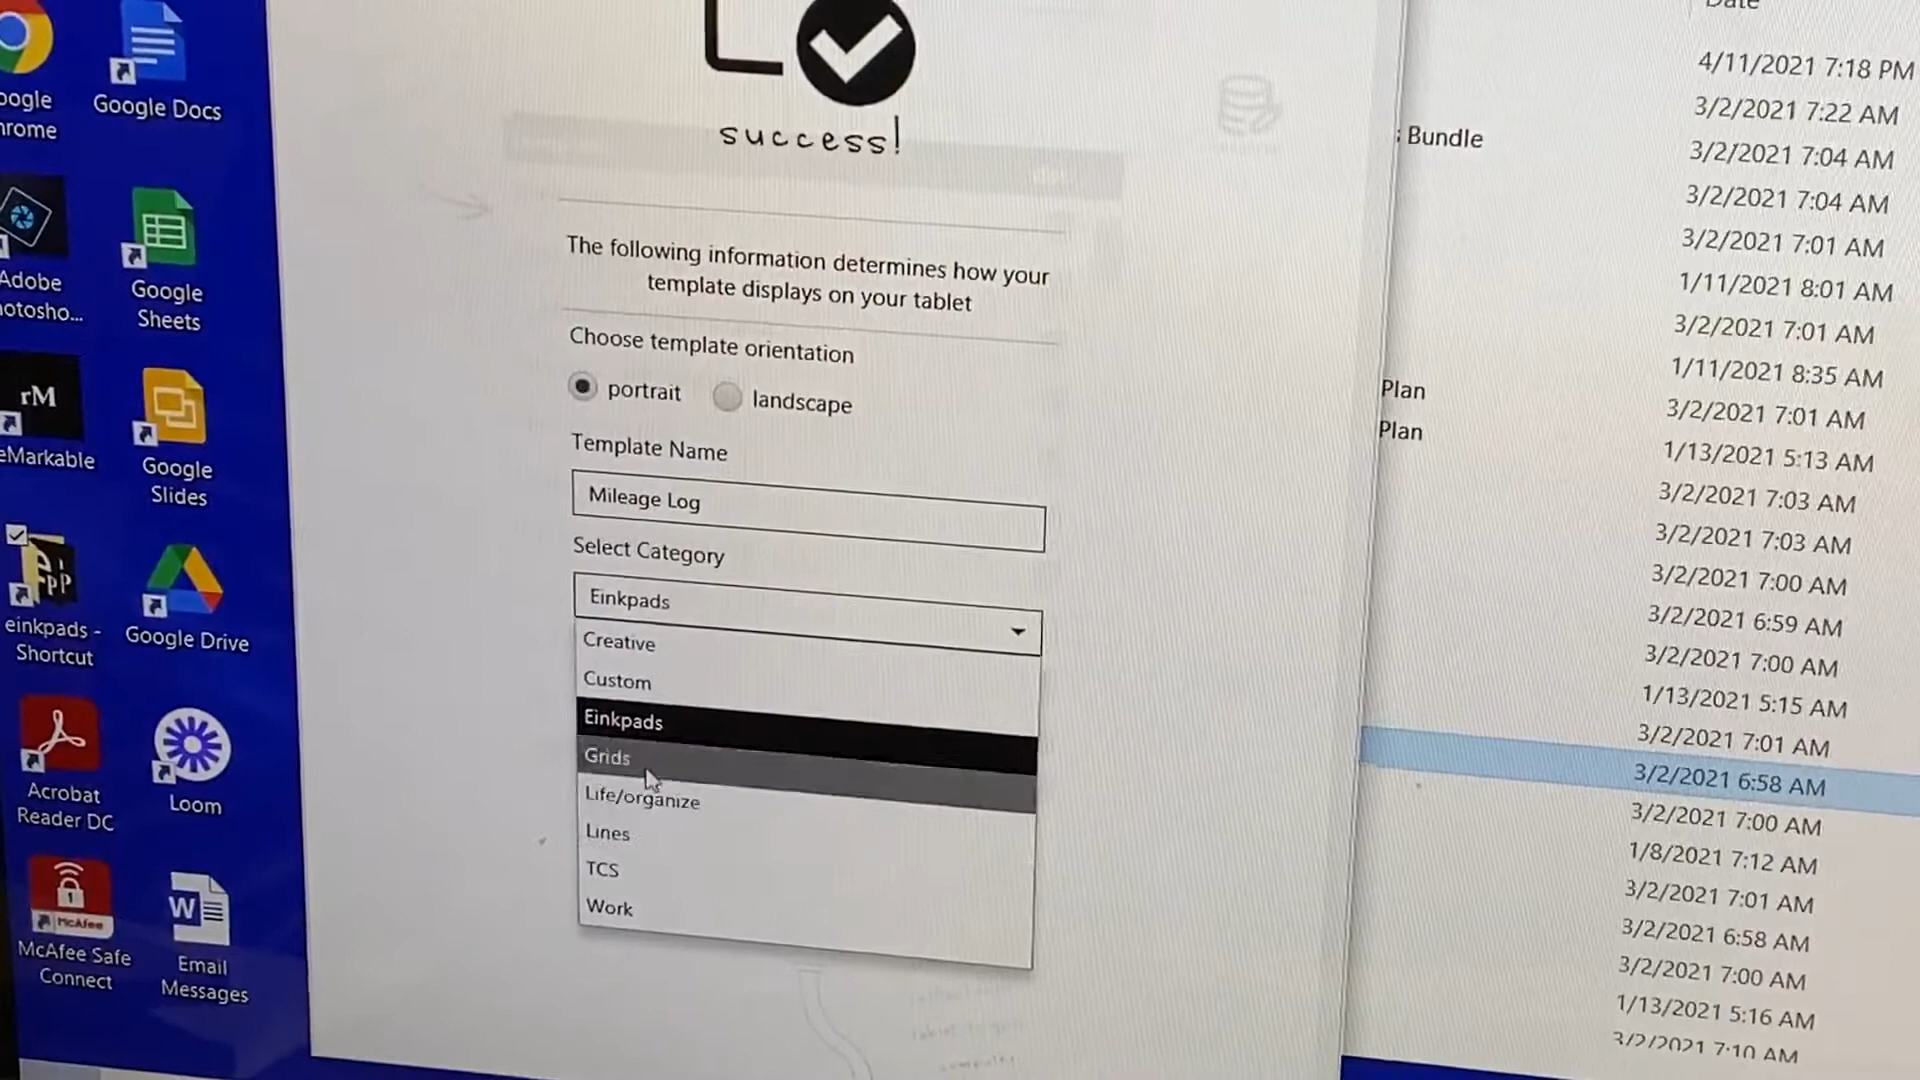 Google Docs
Google
Sheets
Adobe
rM
Google
Slides
einkpads -
Shortcut
Google Drive
Acrobat
Reader DC
Loom
McAfee
McAfee Safe
Connect
W
Email
Messages
success!
The following information determines how your
template displays on your tablet
Choose template orientation
portrait landscape
Template Name
Mileage Log
Select Category
Einkpads
Creative
Custom
Einkpads
Grids
Life/organize
Lines
TCS
Work
Date
4/11/2021 7:18 PM
3/2/2021 7:22 AM
Bundle 3/2/2021 7:04 AM
3/2/2021 7:04 AM
3/2/2021 7:01 AM
1/11/2021 8:01 AM
3/2/2021 7:01 AM
1/11/2021 8:35 AM
Plan 3/2/2021 7:01 AM
Plan 1/13/2021 5:13 AM
3/2/2021 7:03 AM
3/2/2021 7:03 AM
3/2/2021 7:00 AM
3/2/2021 6:59 AM
3/2/2021 7:00 AM
1/13/2021 5:15 AM
3/2/2021 7:01 AM
3/2/2021 6:58 AM
3/2/2021 7:00 AM
1/8/2021 7:12 AM
3/2/2021 7:01 AM
3/2/2021 6:58 AM
3/2/2021 7:00 AM
1/13/2021 5:16 AM
3/2/2021 7:10 AM